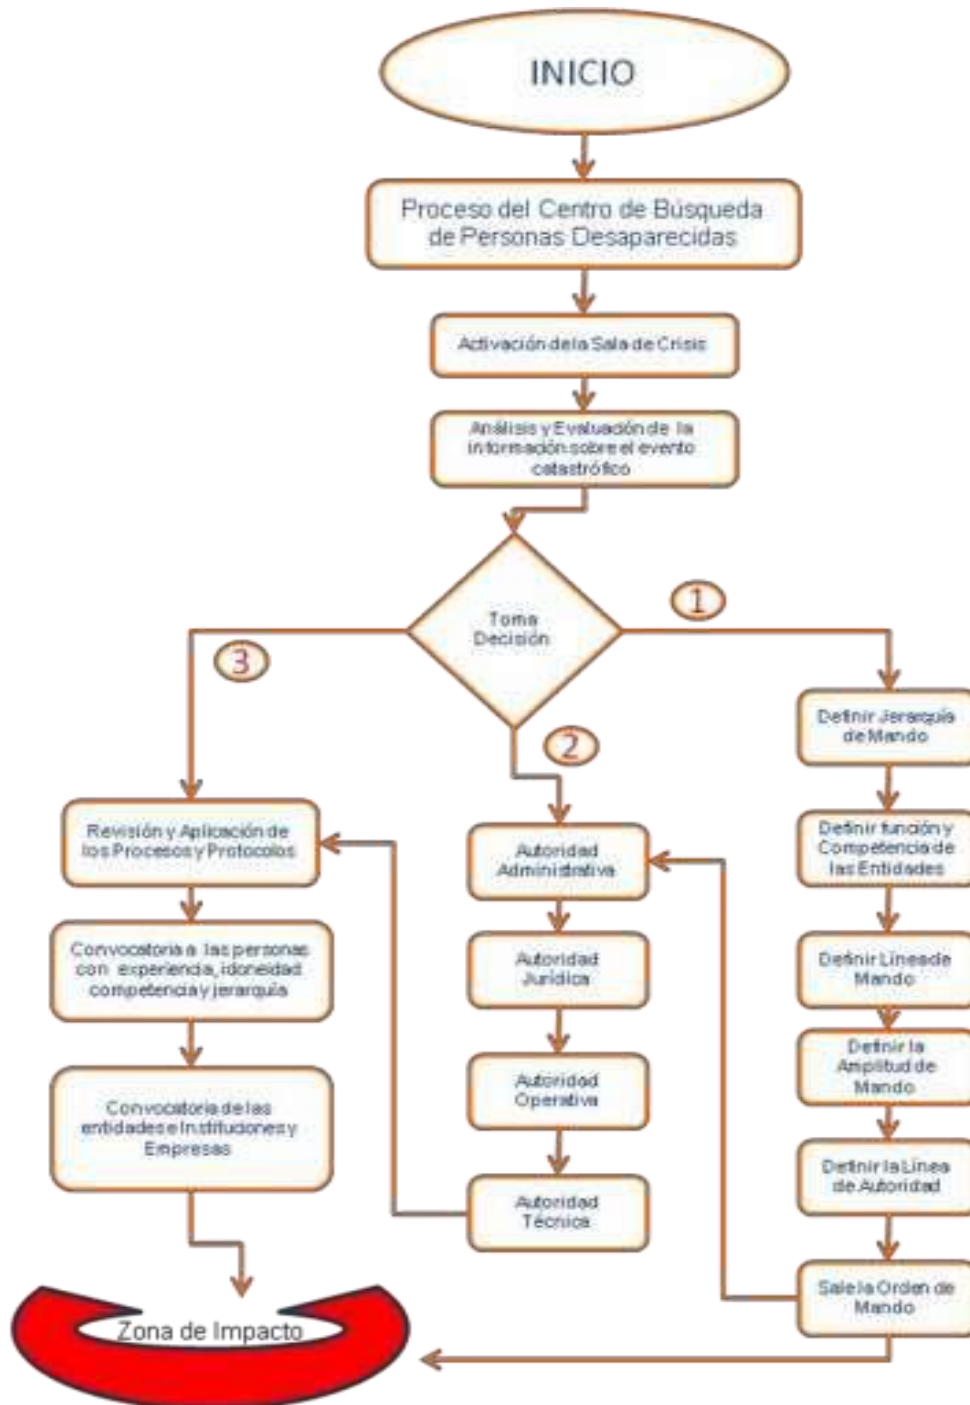 INICIO
Proceso del Centro de Búsqueda
de Personas Desaparecidas
Activación de la Sala de Crisis
Análisis y Evaluación de la
información sobre el evento
catastrófico
Toma
Decisión
1
2
3
Definir Jerarquía
de Mando
Definir función y
Competencia de
las Entidades
Definir Línea de
Mando
Definir la
Amplitud de
Mando
Definir la Línea
de Autoridad
Sale la Orden de
Mando
Autoridad
Administrativa
Autoridad
Jurídica
Autoridad
Operativa
Autoridad
Técnica
Revisión y Aplicación de
los Procesos y Protocolos
Convocatoria a las personas
con experiencia, idoneidad
competencia y jerarquía
Convocatoria de las
entidades e Instituciones y
Empresas
Zona de Impacto